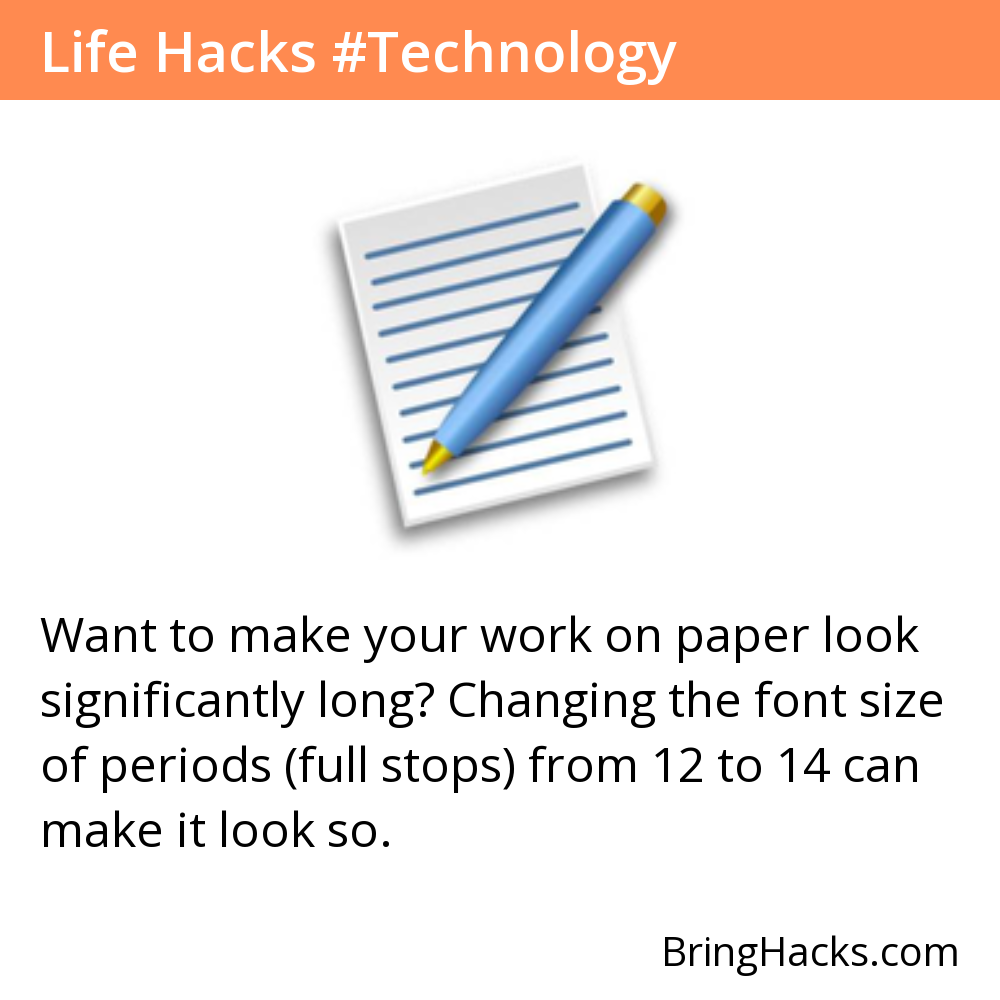 Life Hacks #Technology
Want to make your work on paper look
significantly long? Changing the font size
of periods (full stops) from 12 to 14 can
make it look so.
BringHacks.com